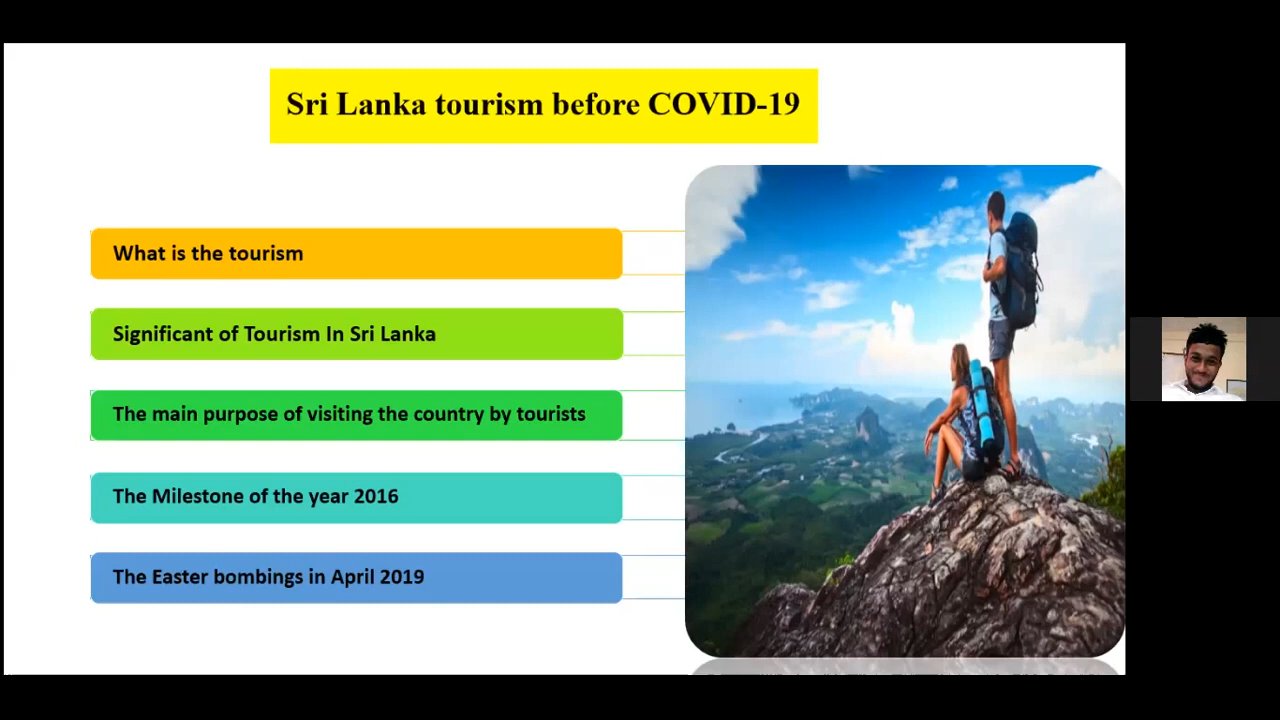 Sri Lanka tourism before COVID-19
What is the tourism
Significant of Tourism In Sri Lanka
The main purpose of visiting the country by tourists
The Milestone of the year 2016
The Easter bombings in April 2019